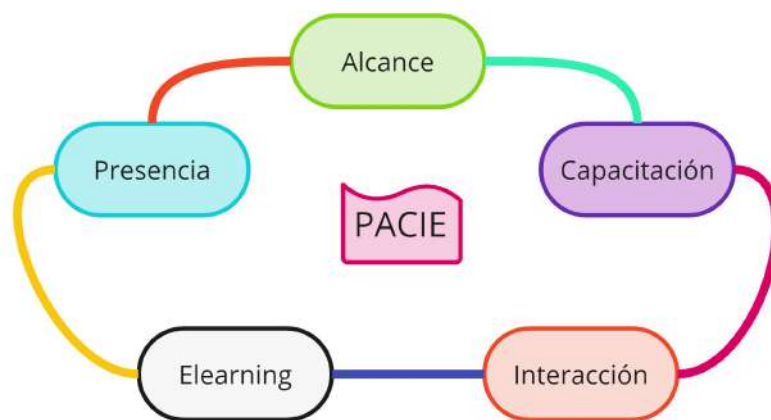 Alcance
Presencia
Capacitación
PACIE
Elearning
Interacción